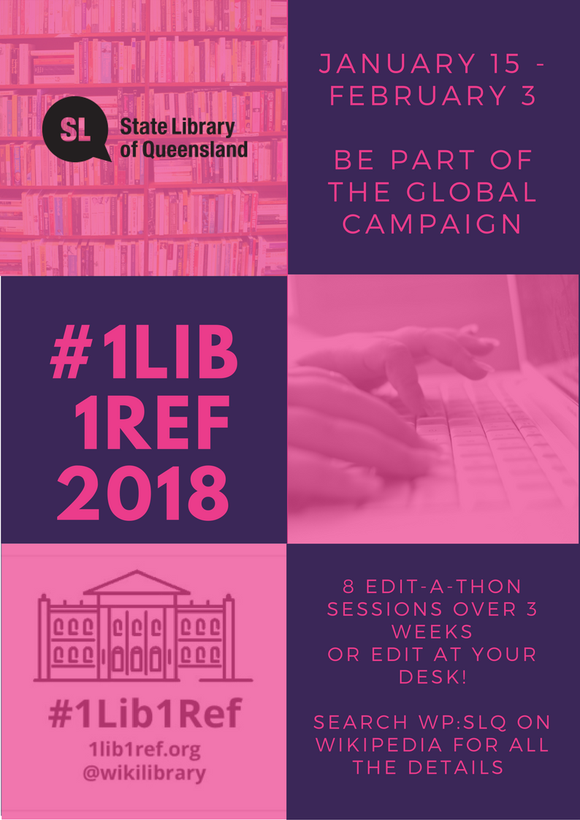 SL
State Library
of Queensland
JANUARY 15 -
FEBRUARY 3
BE PART OF
THE GLOBAL
CAMPAIGN
#1LIB
1REF
2018
#1Lib1Ref
1lib1ref.org
@wikilibrary
8 EDIT-A-THON
SESSIONS OVER 3
WEEKS
OR EDIT AT YOUR
DESK!
SEARCH WP:SLQ ON
WIKIPEDIA FOR ALL
THE DETAILS